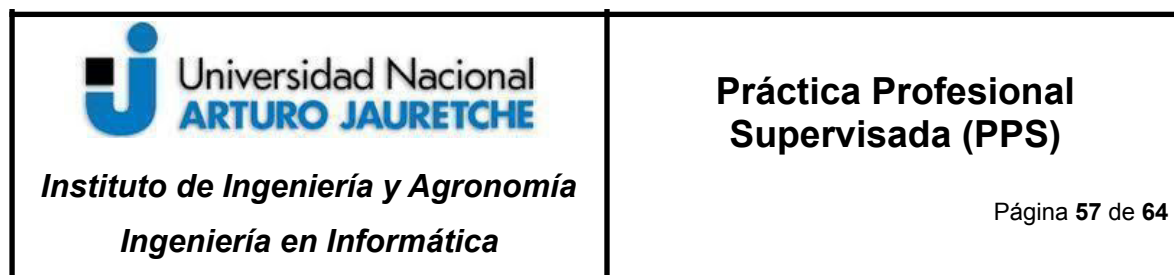 Universidad Nacional
ARTURO JAURETCHE
Instituto de Ingeniería y Agronomía
Ingeniería en Informática
Práctica Profesional
Supervisada (PPS)
Página 57 de 64